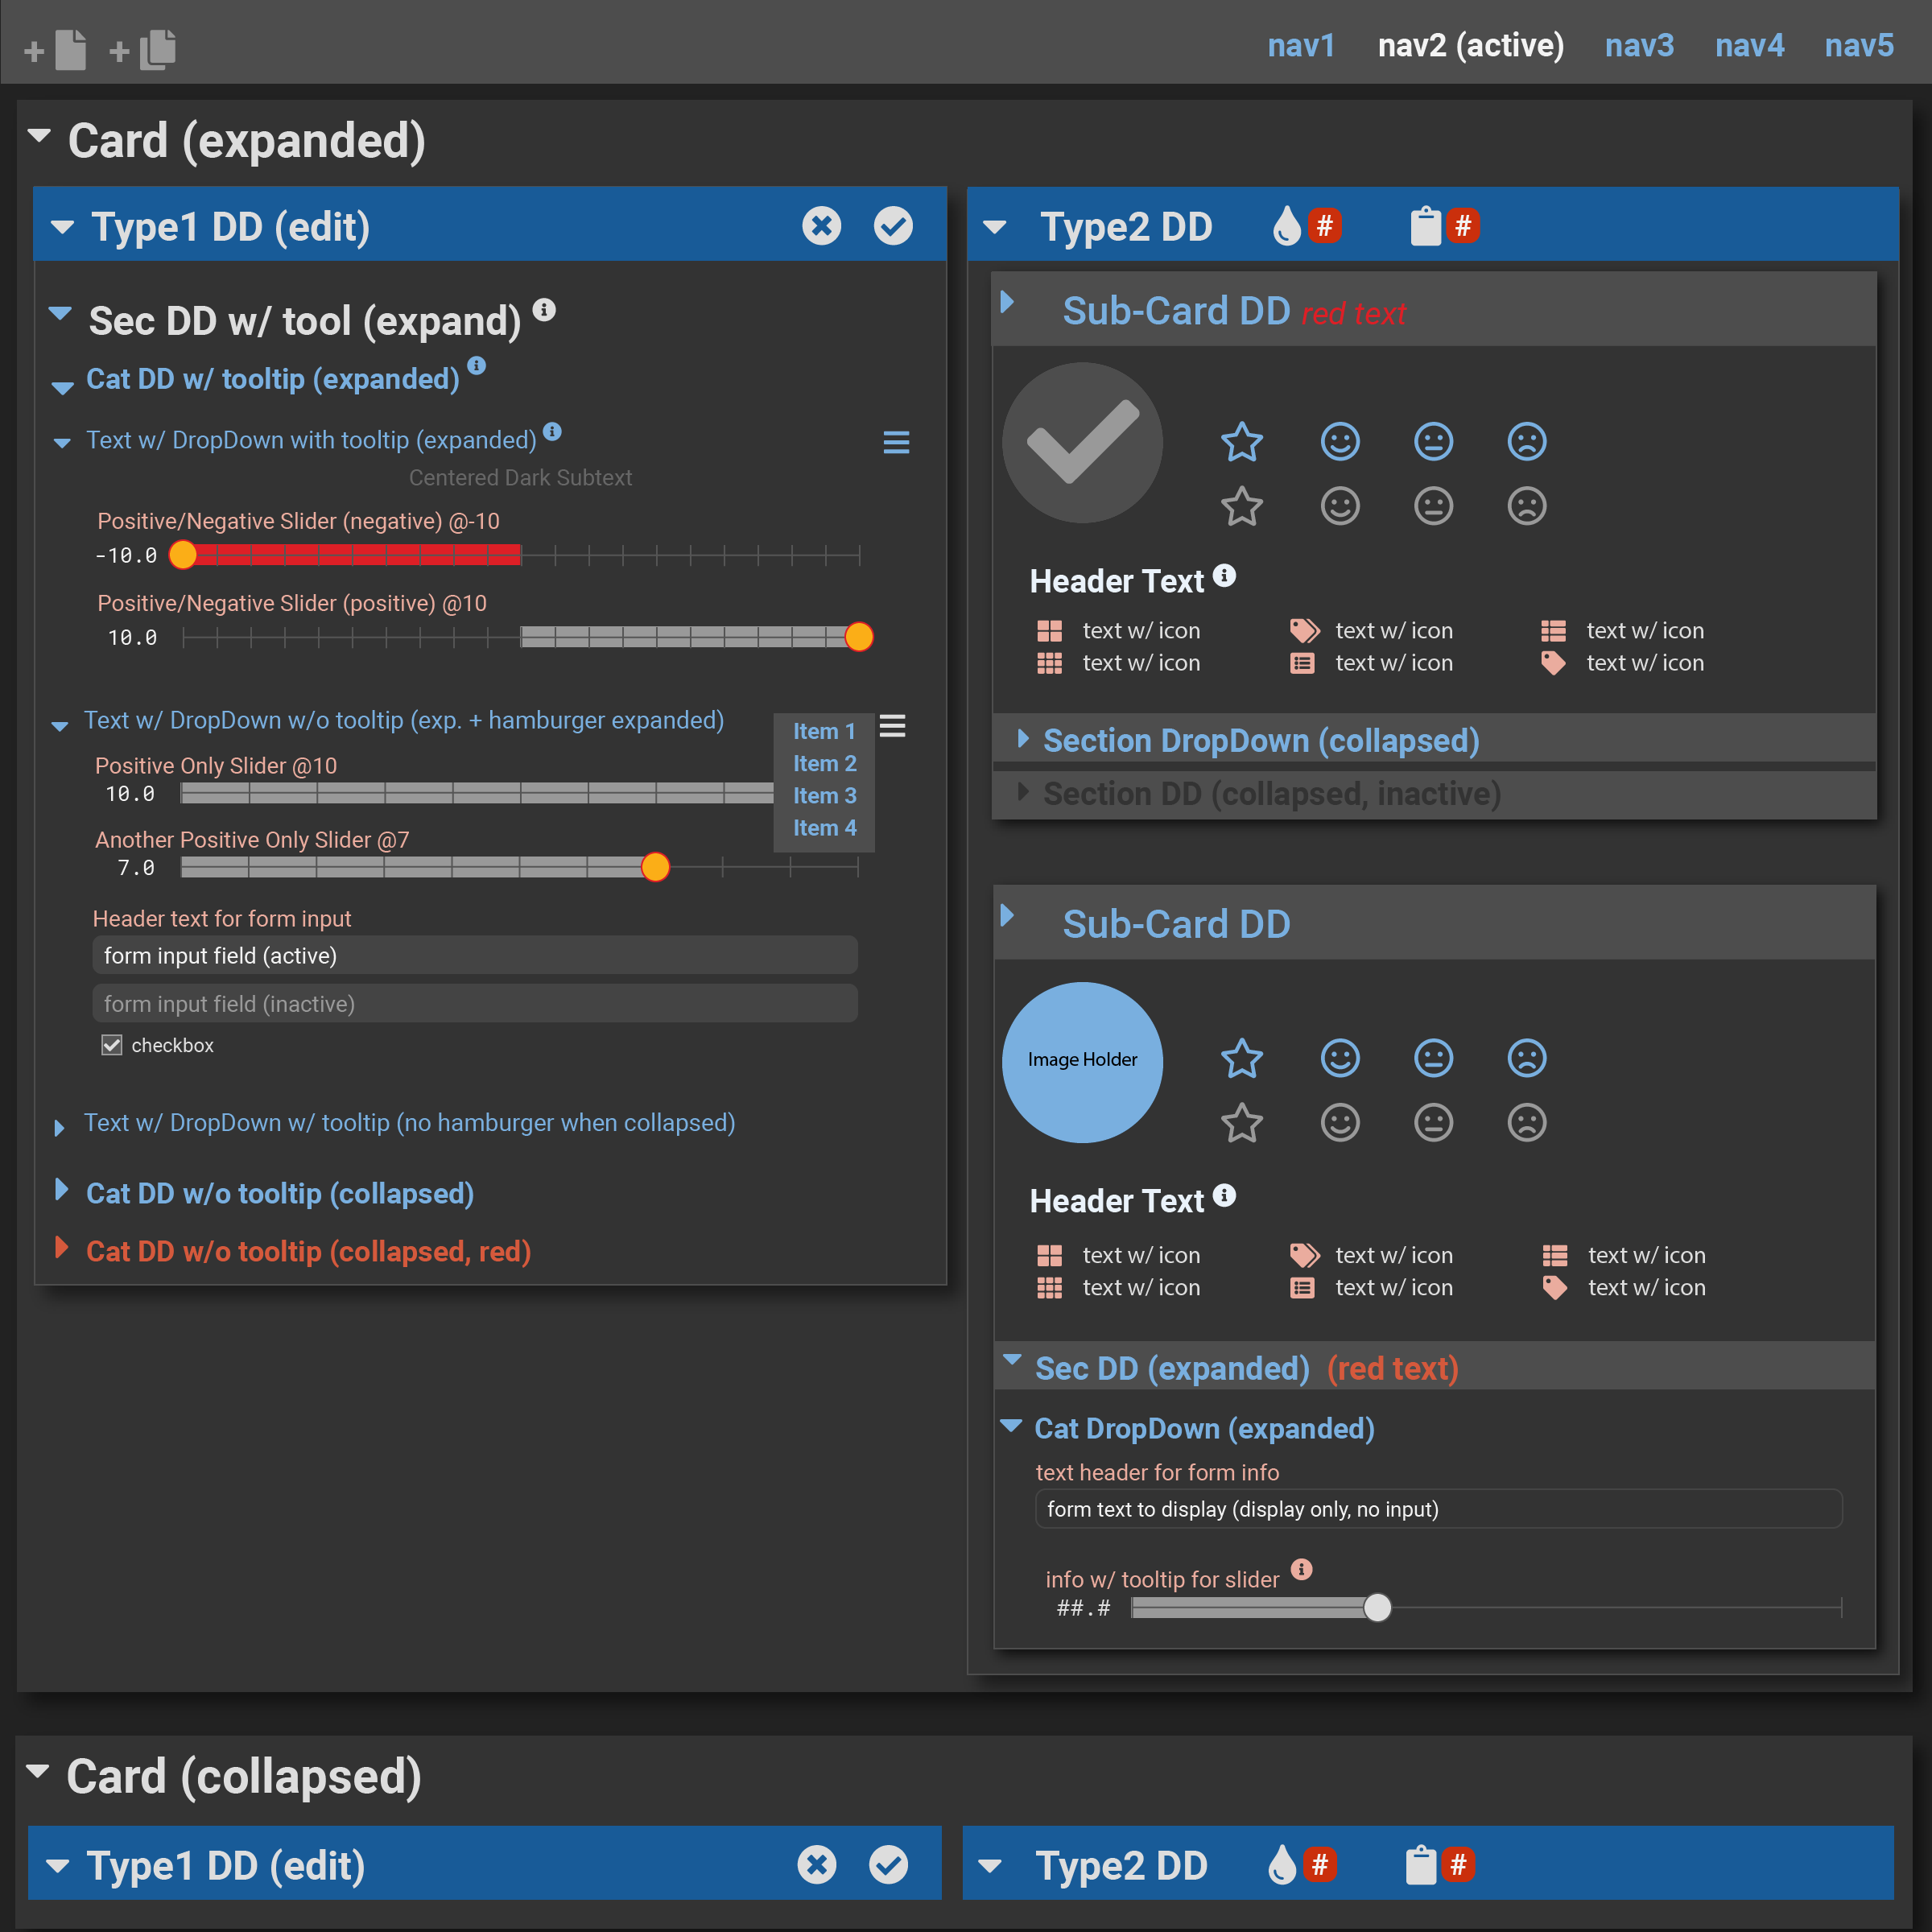 nav1 nav2 (active) nav3 nav4 nav5
Card (expanded)
Type1 DD (edit)
Sec DD w/ tool (expand)
Cat DD w/ tooltip (expanded)
Text w/ DropDown with tooltip (expanded)
Centered Dark Subtext
Positive/Negative Slider (negative) @-10
-10.0
Positive/Negative Slider (positive) @10
10.0
Text w/ DropDown w/o tooltip (exp. + hamburger expanded)
Item 1
Item 2
Item 3
Item 4
Positive Only Slider @10
10.0
Another Positive Only Slider @7
7.0
Header text for form input
form input field (active)
form input field (inactive)
checkbox
Text w/ DropDown w/ tooltip (no hamburger when collapsed)
Cat DD w/o tooltip (collapsed)
Cat DD w/o tooltip (collapsed, red)
Type2 DD # #
Sub-Card DD red text
Header Text
text w/ icon text w/ icon text w/ icon
text w/ icon text w/ icon text w/ icon
Section DropDown (collapsed)
Section DD (collapsed, inactive)
Sub-Card DD
Image Holder
Header Text
text w/ icon text w/ icon text w/ icon
text w/ icon text w/ icon text w/ icon
Sec DD (expanded) (red text)
Cat DropDown (expanded)
text header for form info
form text to display (display only, no input)
info w/ tooltip for slider
##.#
Card (collapsed)
Type1 DD (edit)
Type2 DD # #